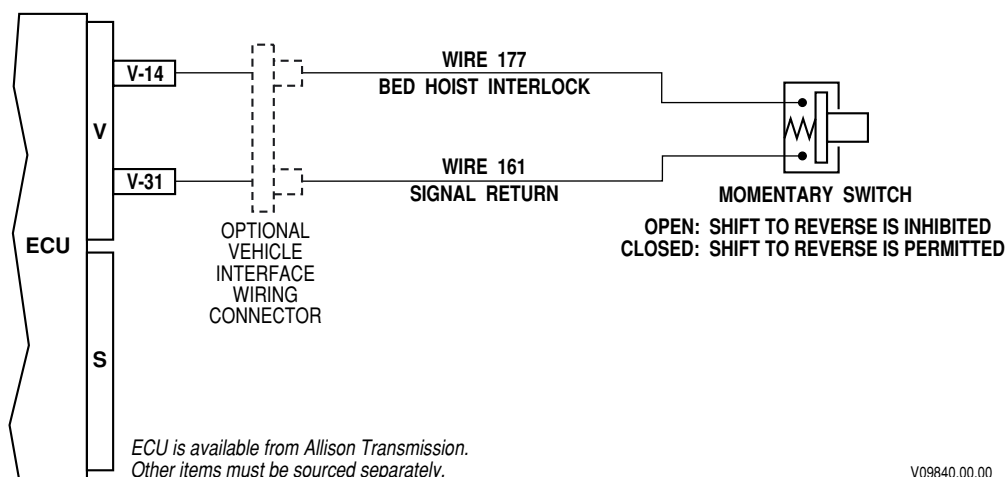 V-14
WIRE 177
BED HOIST INTERLOCK
V
V-31
WIRE 161
SIGNAL RETURN
MOMENTARY SWITCH
OPEN: SHIFT TO REVERSE IS INHIBITED
CLOSED: SHIFT TO REVERSE IS PERMITTED
ECU
OPTIONAL
VEHICLE
INTERFACE
WIRING
CONNECTOR
S
ECU is available from Allison Transmission.
Other items must be sourced separately.
V09840.00.00